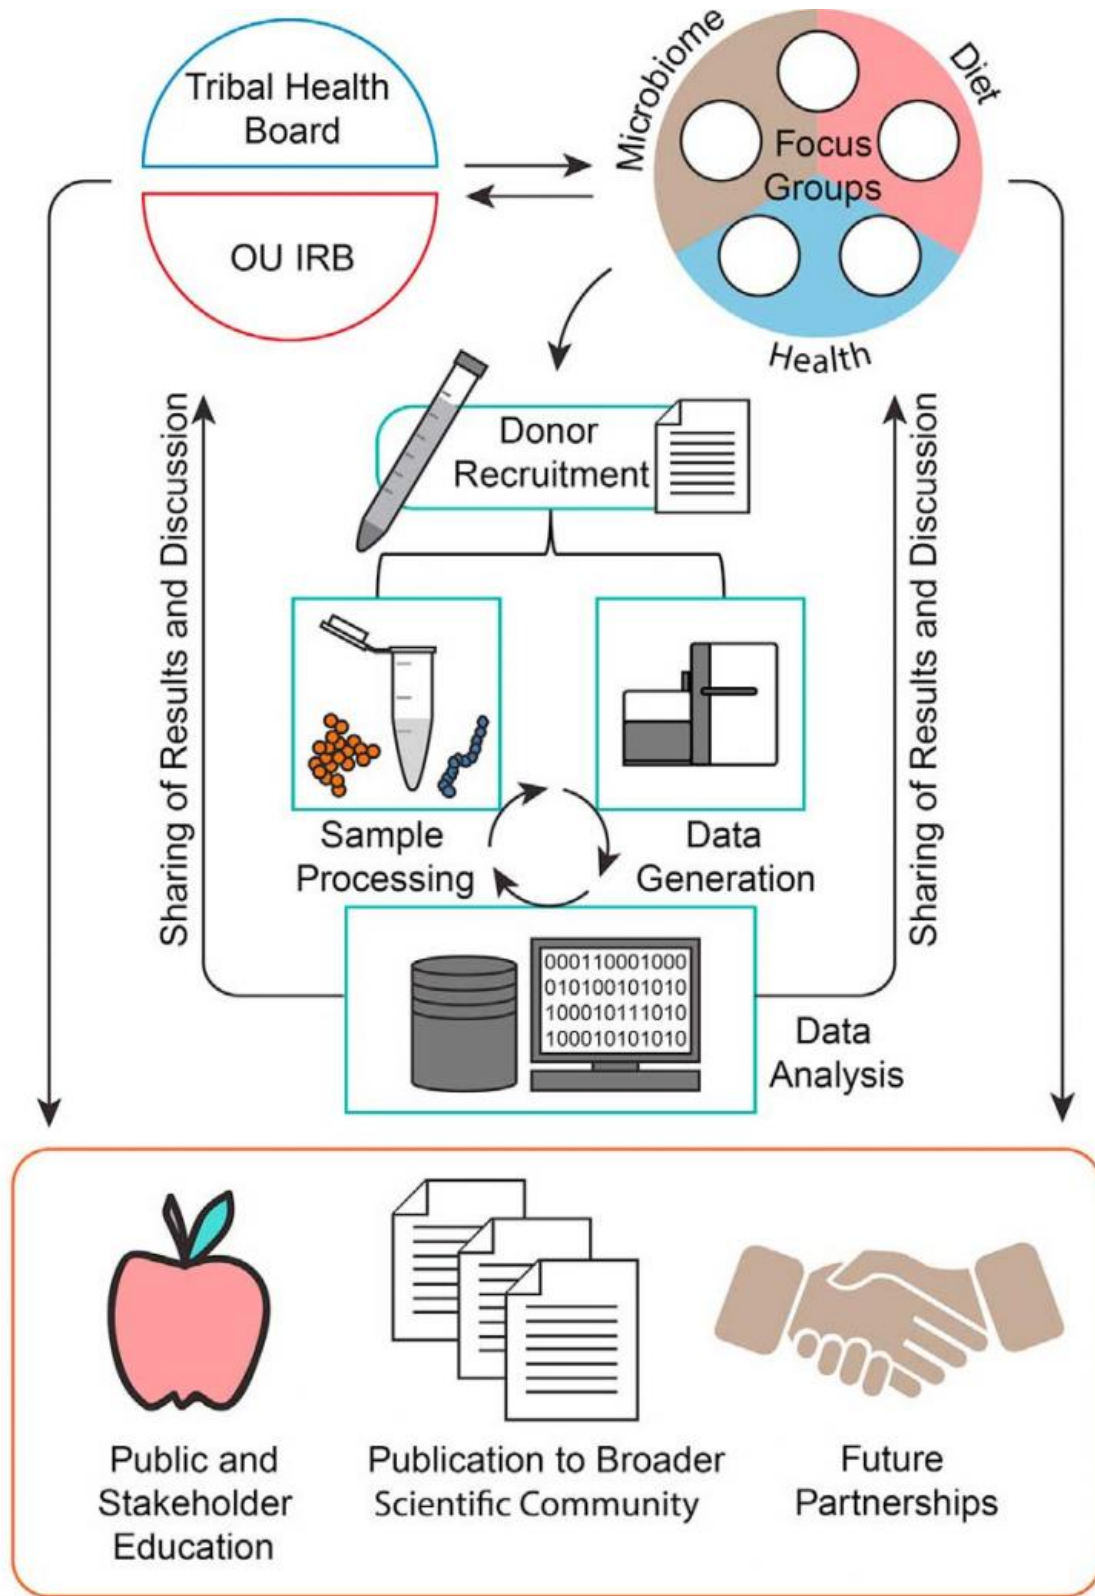 Tribal Health
Board
OU IRB
Microbiome
Diet
Focus
Groups
Health
Donor
Recruitment
Sharing of Results and Discussion
Sharing of Results and Discussion
Sample
Processing
Data
Generation
000110001000
010100101010
100010111010
100010101010
Data
Analysis
Public and
Stakeholder
Education
Publication to Broader
Scientific Community
Future
Partnerships